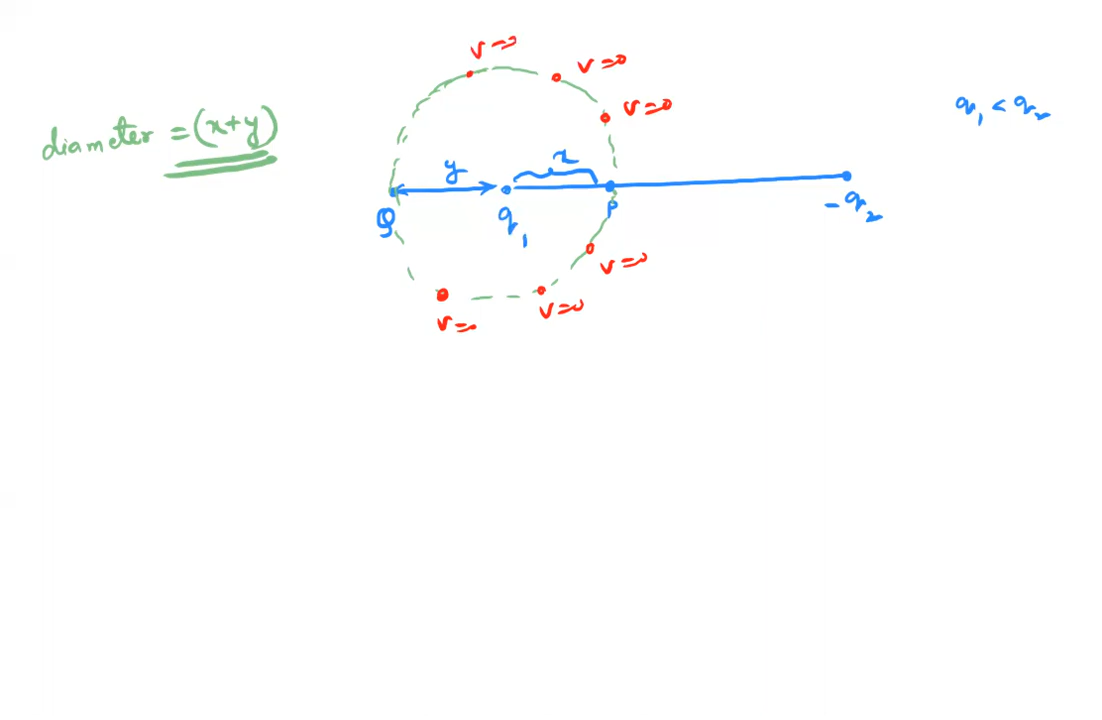 v=0
v=0
v=0
q₁ < q₂
diameter = (x+y)
y
x
Q
q₁
P
-q₂
v=0
v=0
v=0